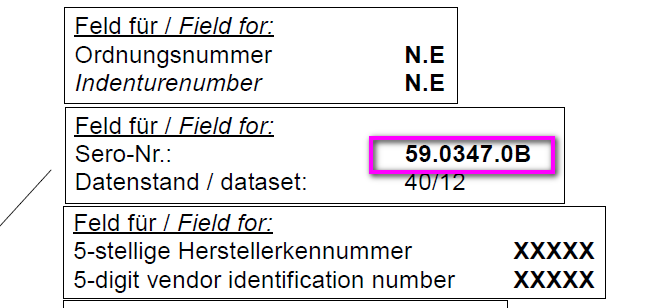 Feld für / Field for:
Ordnungsnummer N.E
Indenturenumber N.E
Feld für / Field for:
Sero-Nr.: 59.0347.0B
Datenstand / dataset: 40/12
Feld für / Field for:
5-stellige Herstellerkennummer XXXXX
5-digit vendor identification number XXXXX